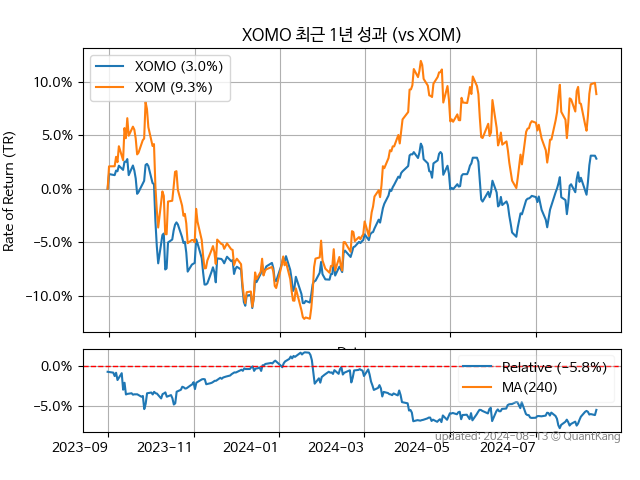 XOMO 최근 1년 성과 (vs XOM)
XOMO (3.0%)
XOM (9.3%)
Rate of Return (TR)
10.0%
5.0%
0.0%
−5.0%
−10.0%
0.0%
−5.0%
Relative (−5.8%)
MA(240)
2023-09
2023-11
2024-01
2024-03
2024-05
2024-07
updated: 2024-08-13 © QuantKang